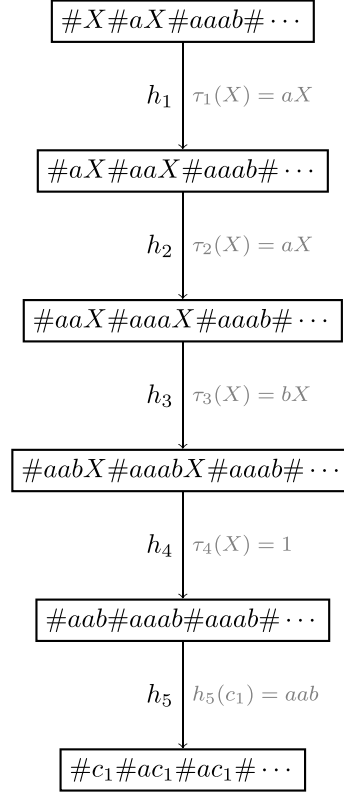 #X#aX#aaab#⋯
h₁ τ₁(X) = aX
#aX#aaX#aaab#⋯
h₂ τ₂(X) = aX
#aaX#aaaX#aaab#⋯
h₃ τ₃(X) = bX
#aabX#aaabX#aaab#⋯
h₄ τ₄(X) = 1
#aab#aaab#aaab#⋯
h₅ h₅(c₁) = aab
#c₁#ac₁#ac₁#⋯